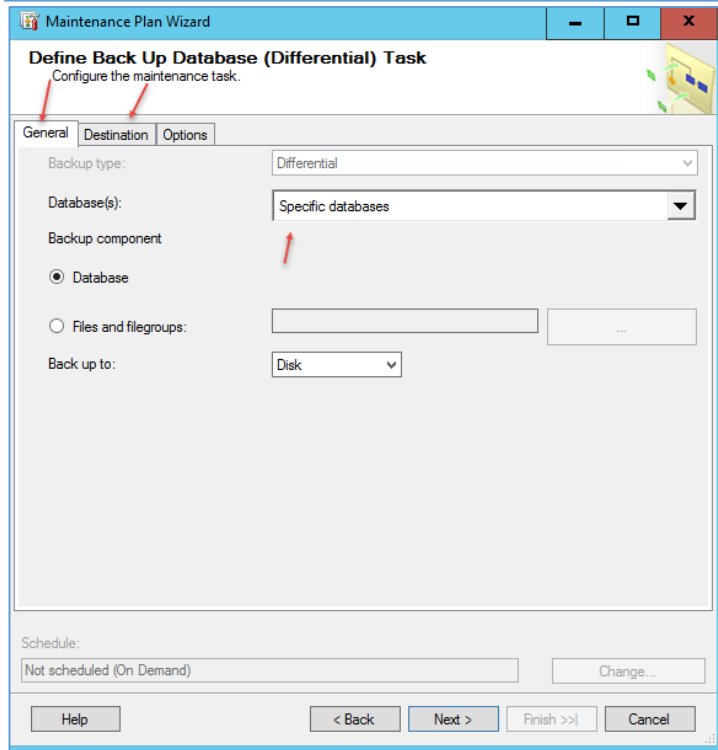 Maintenance Plan Wizard
Define Back Up Database (Differential) Task
Configure the maintenance task.
General Destination Options
Backup type: Differential
Database(s): Specific databases
Backup component
Database
Files and filegroups: ...
Back up to: Disk
Schedule:
Not scheduled (On Demand) Change...
Help < Back Next > Finish >>| Cancel